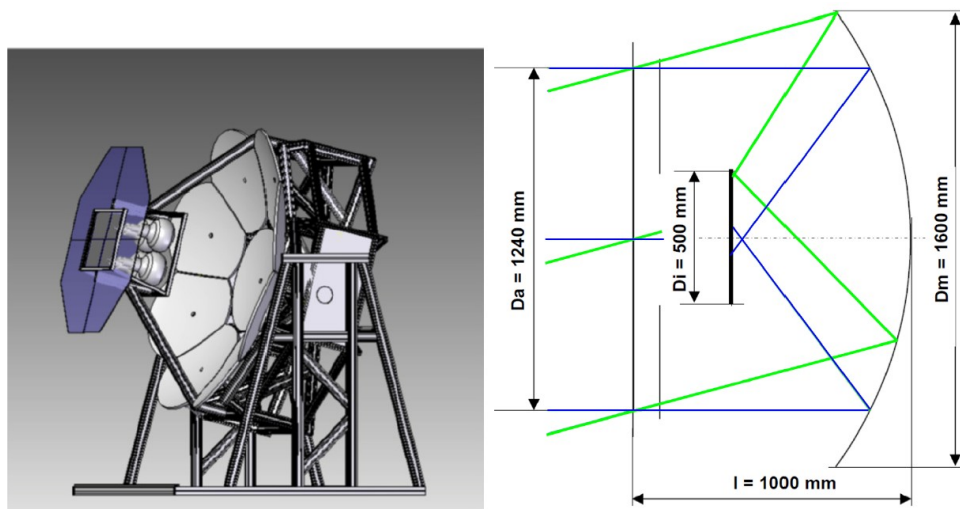 Da = 1240 mm
Di = 500 mm
Dm = 1600 mm
l = 1000 mm